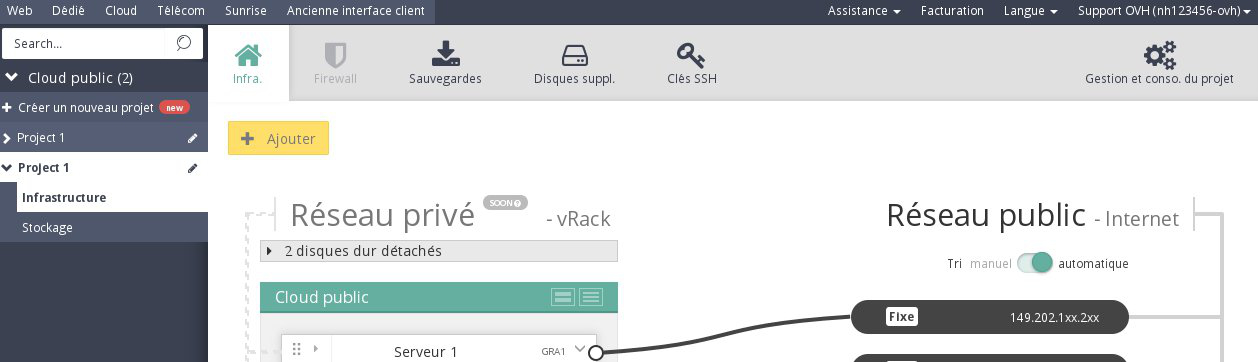 Web Dédié Cloud Télécom Sunrise Ancienne interface client Assistance Facturation Langue Support OVH (nh123456-ovh)
Search...
Cloud public (2)
Créer un nouveau projet new
Project 1
Project 1
Infrastructure
Stockage
Infra. Firewall Sauvegardes Disques suppl. Clés SSH Gestion et conso. du projet
Ajouter
Réseau privé SOON - vRack
2 disques dur détachés
Cloud public
Serveur 1 GRA1
Réseau public - Internet
Tri manuel automatique
Fixe 149.202.1xx.2xx